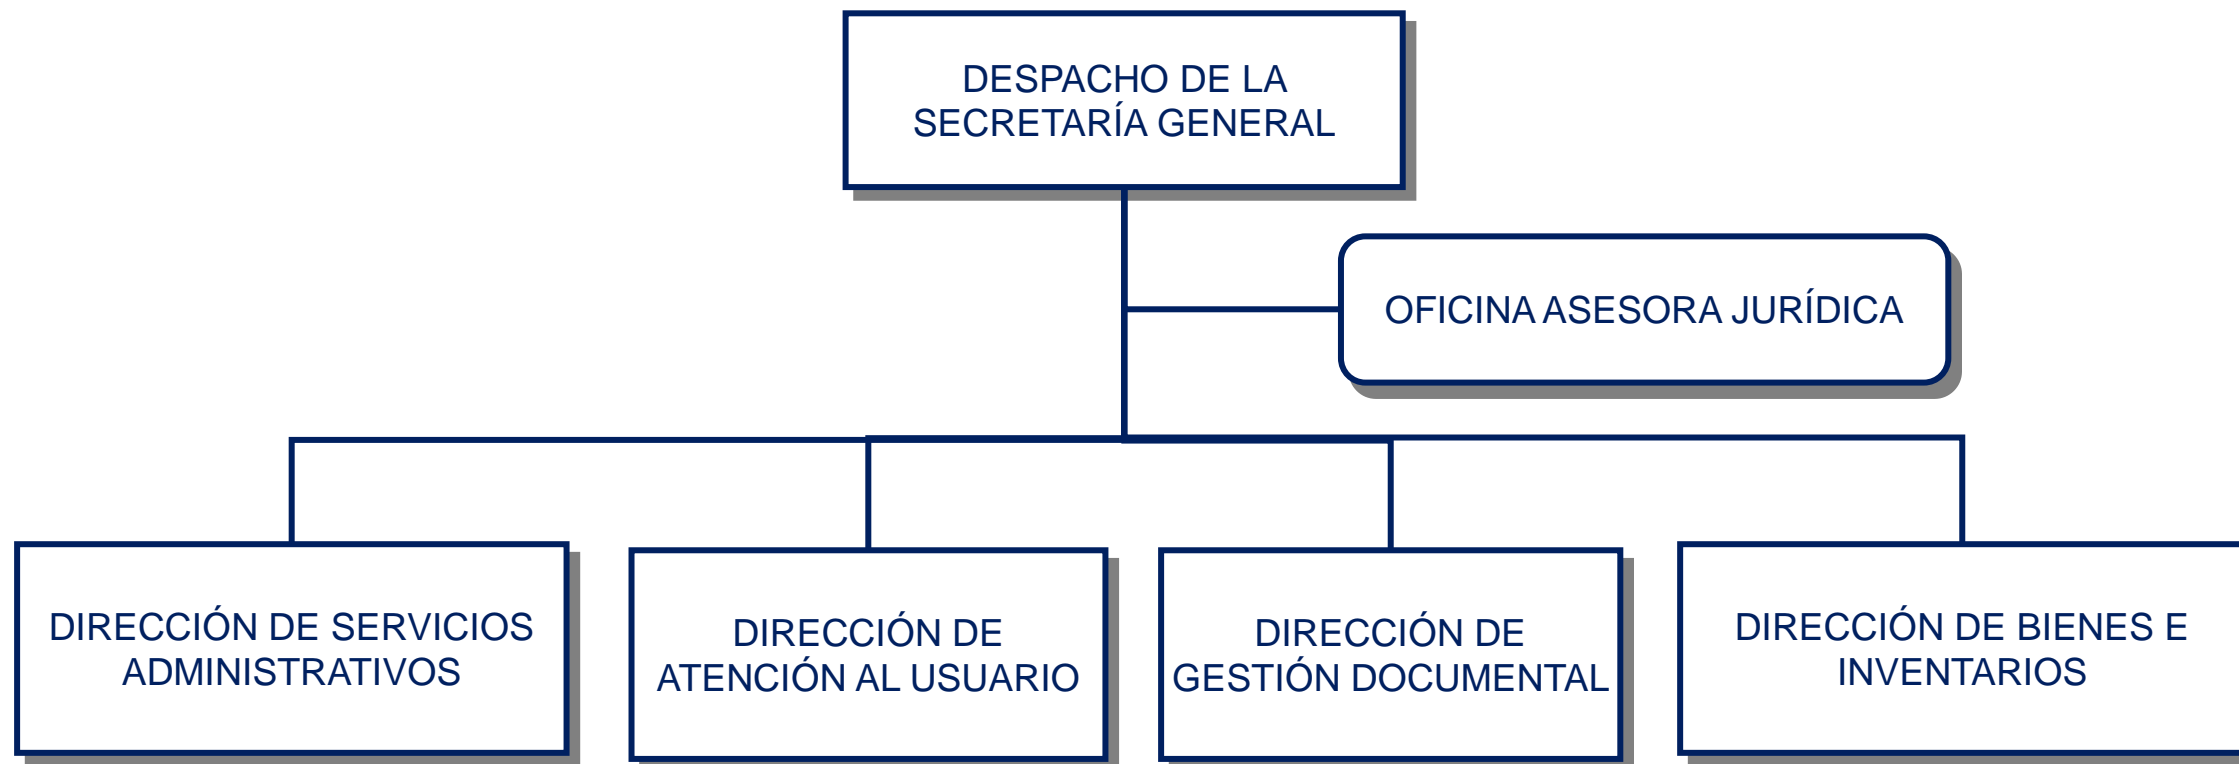 DESPACHO DE LA
SECRETARÍA GENERAL
OFICINA ASESORA JURÍDICA
DIRECCIÓN DE SERVICIOS
ADMINISTRATIVOS
DIRECCIÓN DE
ATENCIÓN AL USUARIO
DIRECCIÓN DE
GESTIÓN DOCUMENTAL
DIRECCIÓN DE BIENES E
INVENTARIOS